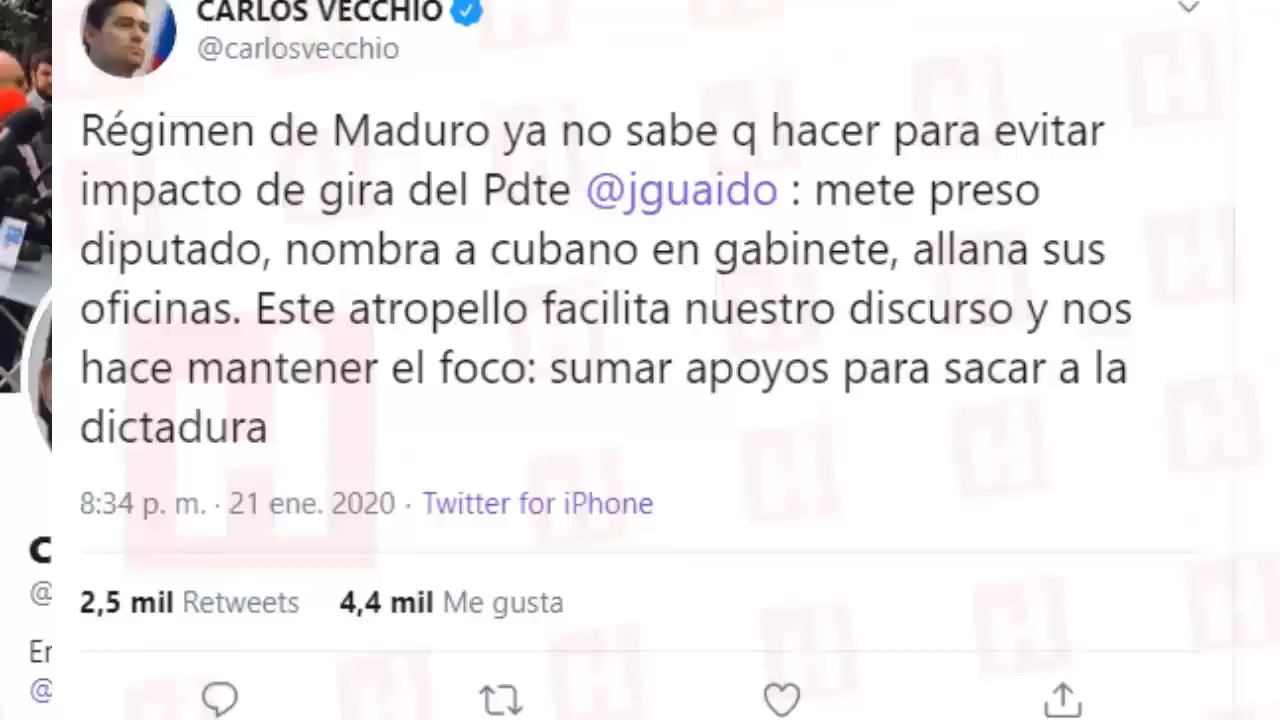 CARLOS VECCHIO
@carlosvecchio
Régimen de Maduro ya no sabe q hacer para evitar
impacto de gira del Pdte @jguaido : mete preso
diputado, nombra a cubano en gabinete, allana sus
oficinas. Este atropello facilita nuestro discurso y nos
hace mantener el foco: sumar apoyos para sacar a la
dictadura
8:34 p. m. · 21 ene. 2020 · Twitter for iPhone
2,5 mil Retweets 4,4 mil Me gusta
C
@
Er
@